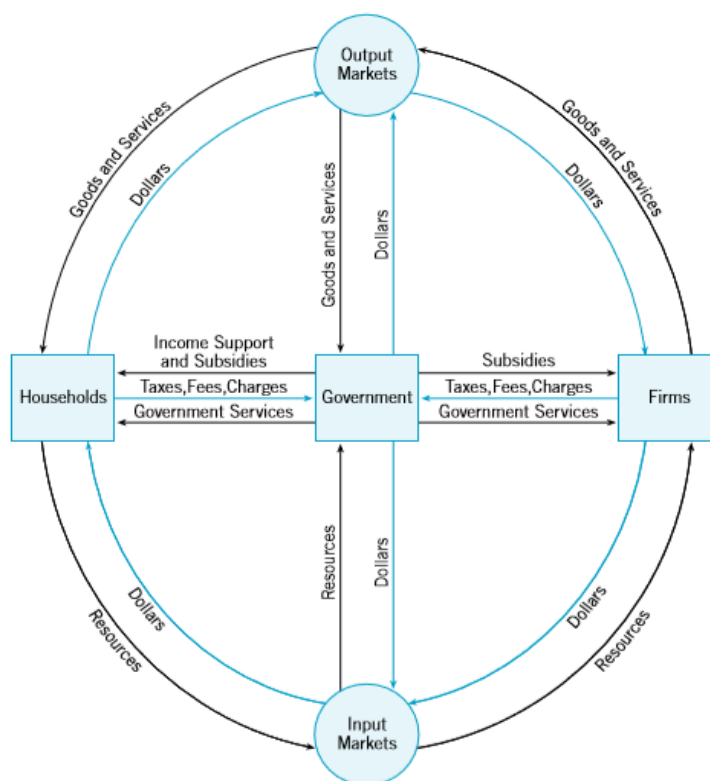 Output
Markets
Goods and Services
Dollars
Goods and Services
Dollars
Dollars
Goods and Services
Income Support
and Subsidies
Subsidies
Households
Taxes,Fees,Charges
Government
Taxes,Fees,Charges
Firms
Government Services
Government Services
Resources
Dollars
Resources
Dollars
Dollars
Resources
Input
Markets